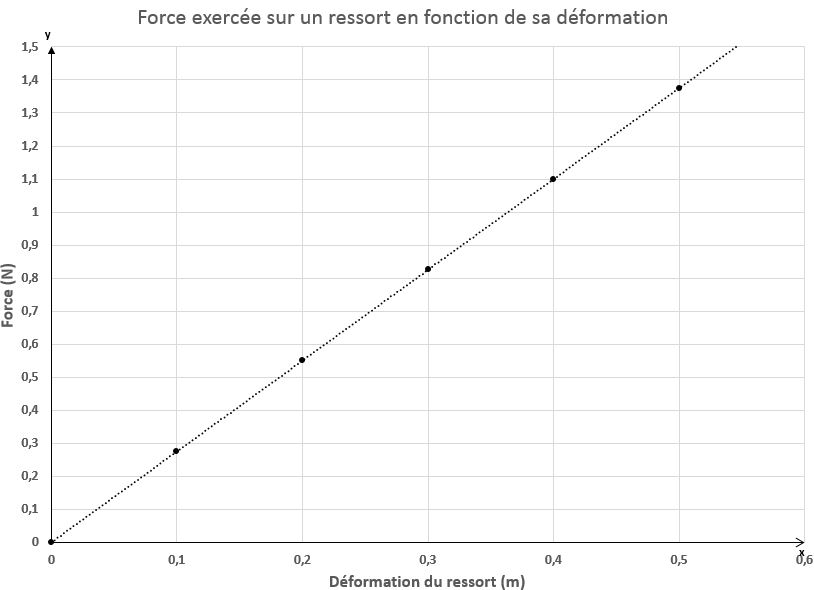 Force exercée sur un ressort en fonction de sa déformation
y
1,5
1,4
1,3
1,2
1,1
1
0,9
0,8
0,7
0,6
0,5
0,4
0,3
0,2
0,1
0
Force (N)
0 0,1 0,2 0,3 0,4 0,5 0,6
x
Déformation du ressort (m)